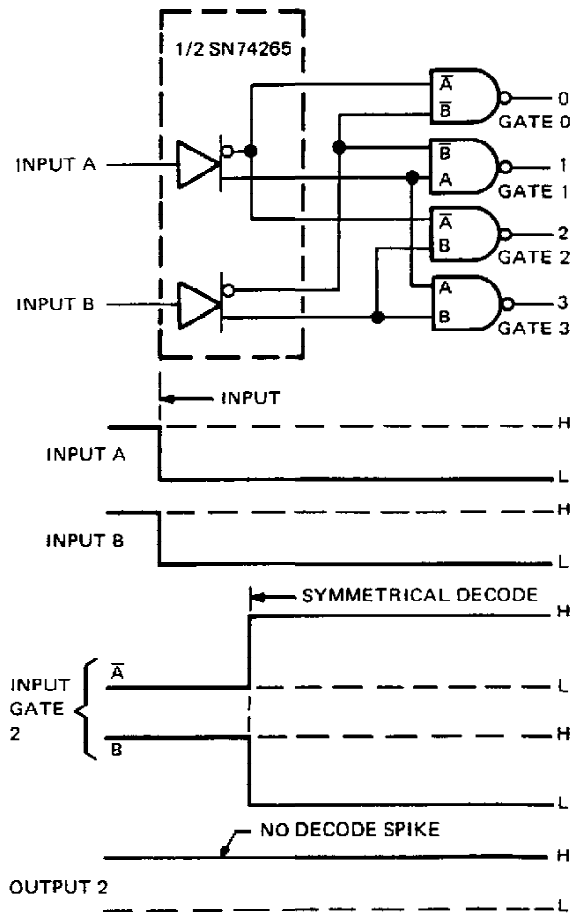 1/2 SN74265
A̅
B̅
0
GATE 0
INPUT A
B̅
A
1
GATE 1
A̅
B
2
GATE 2
INPUT B
A
B
3
GATE 3
INPUT
INPUT A
H
L
INPUT B
H
L
SYMMETRICAL DECODE
INPUT
GATE
2
A̅
H
L
B
H
L
NO DECODE SPIKE
OUTPUT 2
H
L